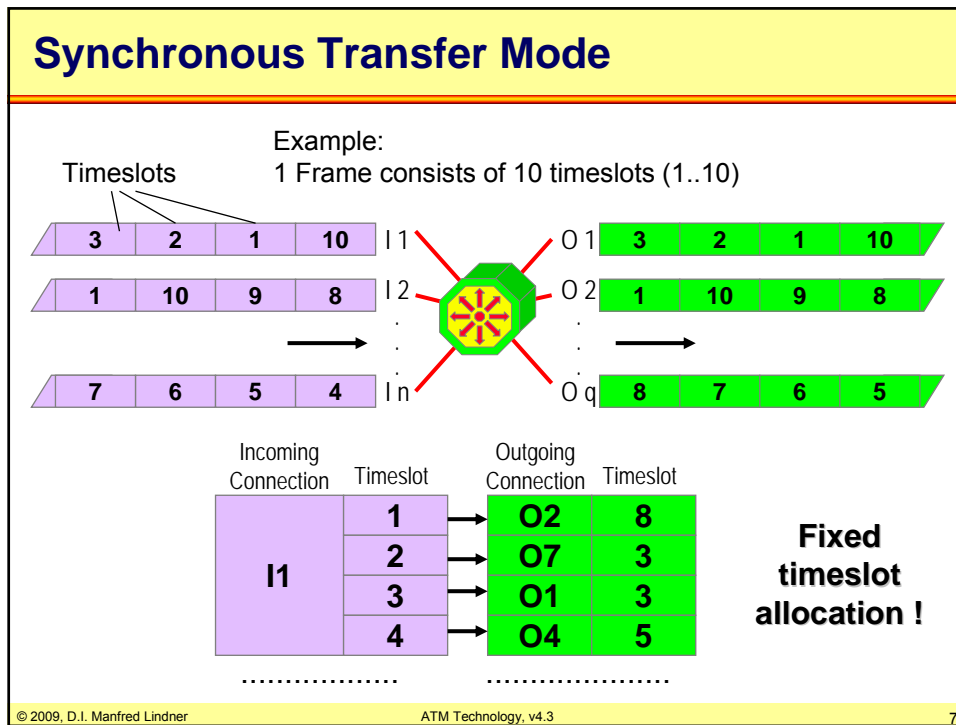 Synchronous Transfer Mode
Example:
Timeslots
1 Frame consists of 10 timeslots (1..10)
3 2 1 10 I 1 O 1 3 2 1 10
1 10 9 8 I 2 O 2 1 10 9 8
. .
. .
. .
7 6 5 4 I n O q 8 7 6 5
Incoming Outgoing
Connection Timeslot Connection Timeslot
1 O2 8
2 O7 3
I1
3 O1 3
4 O4 5
Fixed
timeslot
allocation !
.................. .....................
© 2009, D.I. Manfred Lindner ATM Technology, v4.3 7